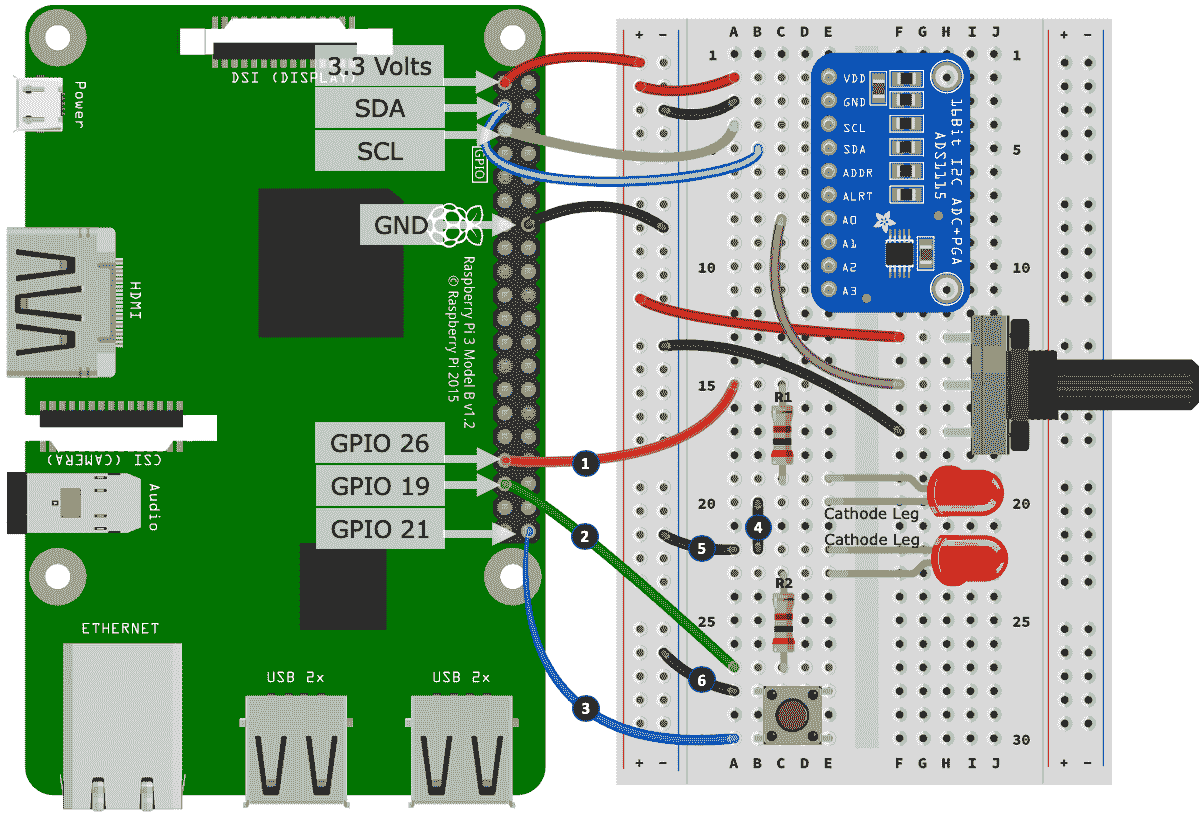 3.3 Volts
DSI (DISPLAY)
SDA
SCL
GPIO
GND
Power
HDMI
Raspberry Pi 3 Model B v1.2
© Raspberry Pi 2015
CSI (CAMERA)
Audio
GPIO 26
GPIO 19
GPIO 21
ETHERNET
USB 2x
USB 2x
1
2
3
4
5
6
+ − A B C D E F G H I J + −
1 1
5 5
10 10
15 15
20 20
25 25
30 30
+ − A B C D E F G H I J + −
VDD
GND
SCL
SDA
ADDR
ALRT
A0
A1
A2
A3
16Bit I2C ADC+PGA
ADS1115
R1
Cathode Leg
Cathode Leg
R2